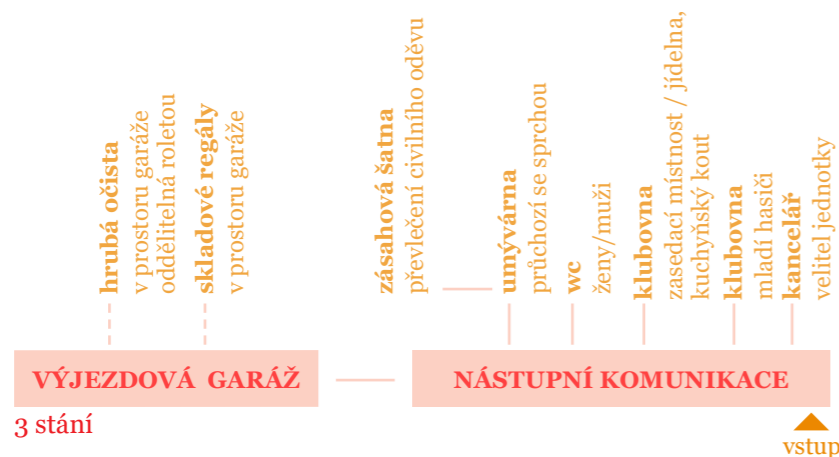 hrubá očista
v prostoru garáže
oddělitelná roletou
skladové regály
v prostoru garáže
zásahová šatna
převlečení civilního oděvu
umývárna
průchozí se sprchou
wc
ženy/muži
klubovna
zasedací místnost / jídelna,
kuchyňský kout
klubovna
mladí hasiči
kancelář
velitel jednotky
VÝJEZDOVÁ GARÁŽ
NÁSTUPNÍ KOMUNIKACE
3 stání
vstup